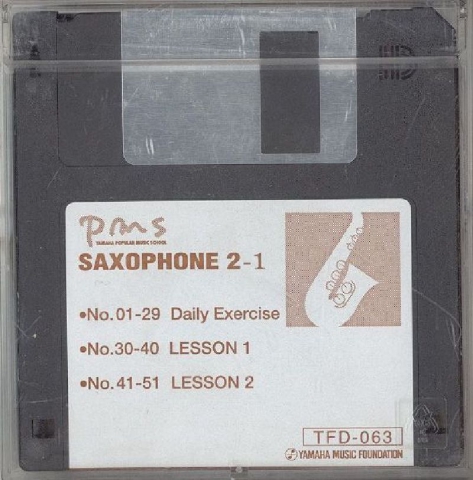 HD
pms
YAMAHA POPULAR MUSIC SCHOOL
SAXOPHONE 2-1
•No.01-29 Daily Exercise
•No.30-40 LESSON 1
•No.41-51 LESSON 2
TFD-063
YAMAHA MUSIC FOUNDATION